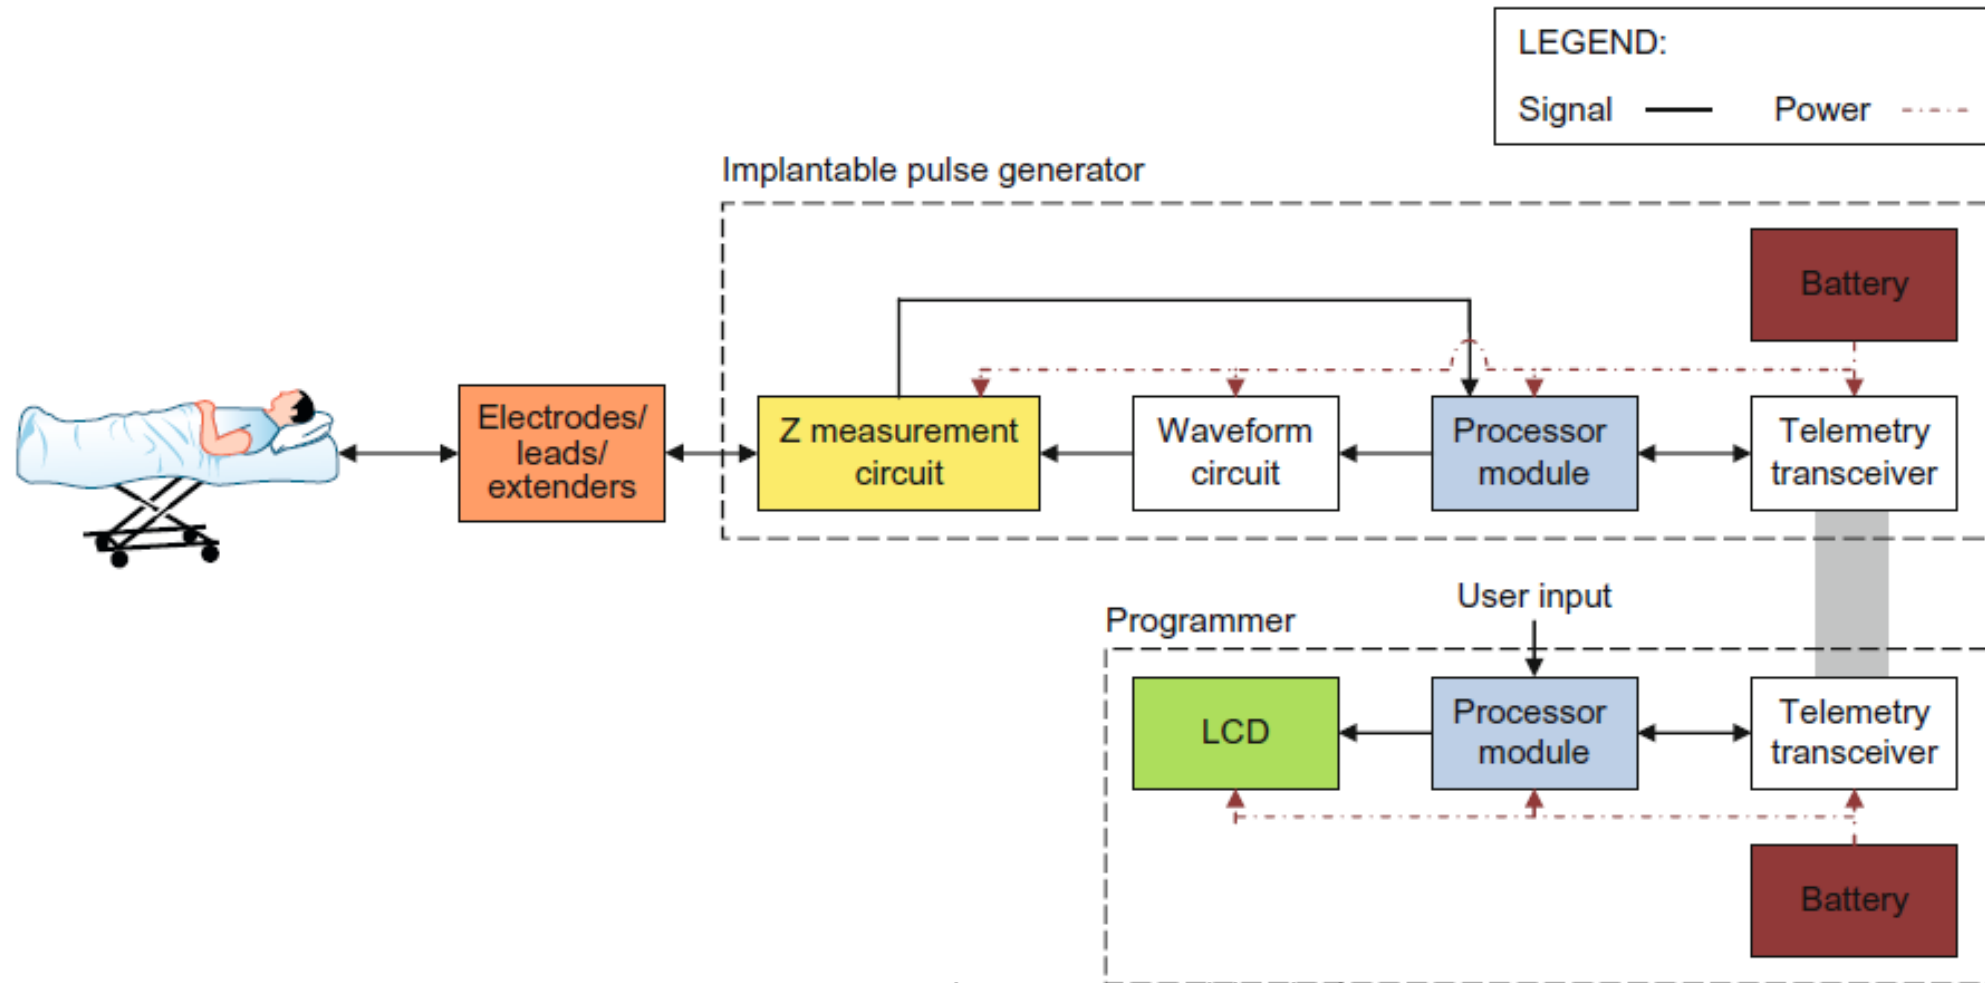 LEGEND:
Signal
Power
Implantable pulse generator
Battery
Electrodes/
leads/
extenders
Z measurement
circuit
Waveform
circuit
Processor
module
Telemetry
transceiver
User input
Programmer
LCD
Processor
module
Telemetry
transceiver
Battery